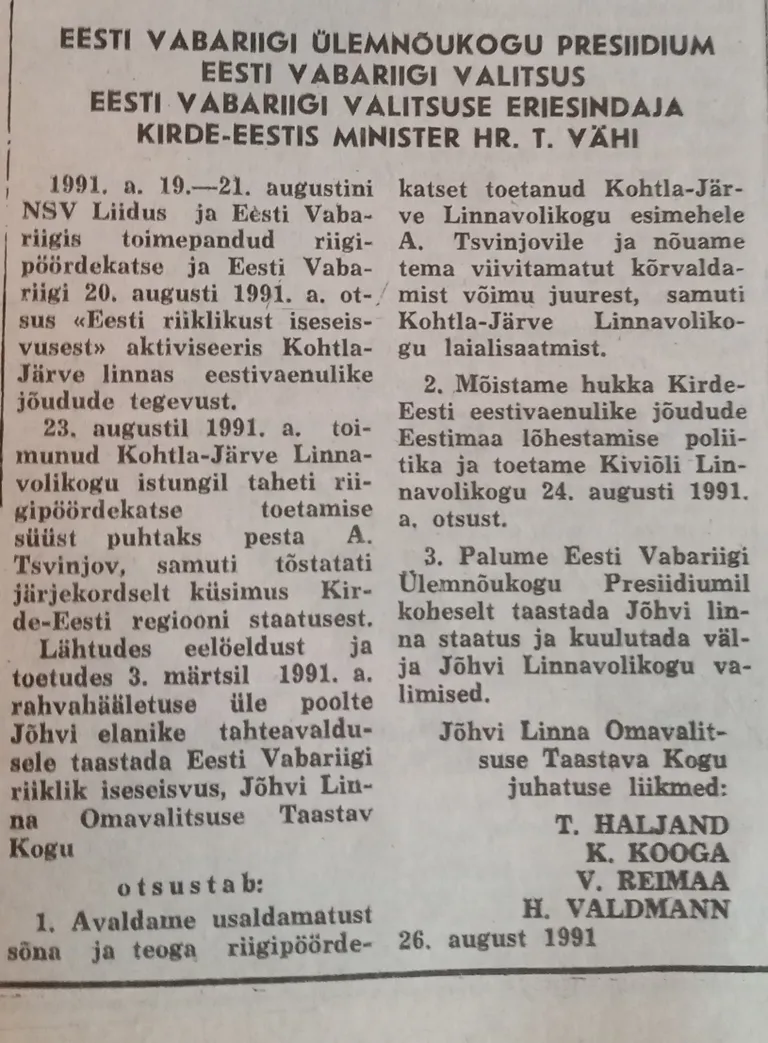 EESTI VABARIIGI ÜLEMNÕUKOGU PRESIIDIUM
EESTI VABARIIGI VALITSUS
EESTI VABARIIGI VALITSUSE ERIESINDAJA
KIRDE-EESTIS MINISTER HR. T. VÄHI
1991. a. 19.—21. augustini
NSV Liidus ja Eesti Vaba-
riigis toimepandud riigi-
pöördekatse ja Eesti Vaba-
riigi 20. augusti 1991. a. ot-
sus «Eesti riiklikust iseseis-
vusest» aktiviseeris Kohtla-
Järve linnas eestivaenulike
jõudude tegevust.
23. augustil 1991. a. toi-
munud Kohtla-Järve Linna-
volikogu istungil taheti rii-
gipöördekatse toetamise
süüst puhtaks pesta A.
Tsvinjov, samuti tõstatati
järjekordselt küsimus Kir-
de-Eesti regiooni staatusest.
Lähtudes eelöeldust ja
toetudes 3. märtsil 1991. a.
rahvahääletuse üle poolte
Jõhvi elanike tahteavaldu-
sele taastada Eesti Vabariigi
riiklik iseseisvus, Jõhvi Lin-
na Omavalitsuse Taastav
Kogu
otsustab:
1. Avaldame usaldamatust
sõna ja teoga riigipöörde-
katset toetanud Kohtla-Jär-
ve Linnavolikogu esimehele
A. Tsvinjovile ja nõuame
tema viivitamatut kõrvalda-
mist võimu juurest, samuti
Kohtla-Järve Linnavoliko-
gu laialisaatmist.
2. Mõistame hukka Kirde-
Eesti eestivaenulike jõudude
Eestimaa lõhestamise polii-
tika ja toetame Kiviõli Lin-
navolikogu 24. augusti 1991.
a. otsust.
3. Palume Eesti Vabariigi
Ülemnõukogu Presiidiumil
koheselt taastada Jõhvi lin-
na staatus ja kuulutada väl-
ja Jõhvi Linnavolikogu va-
limised.
Jõhvi Linna Omavalit-
suse Taastava Kogu
juhatuse liikmed:
T. HALJAND
K. KOOGA
V. REIMAA
H. VALDMANN
26. august 1991